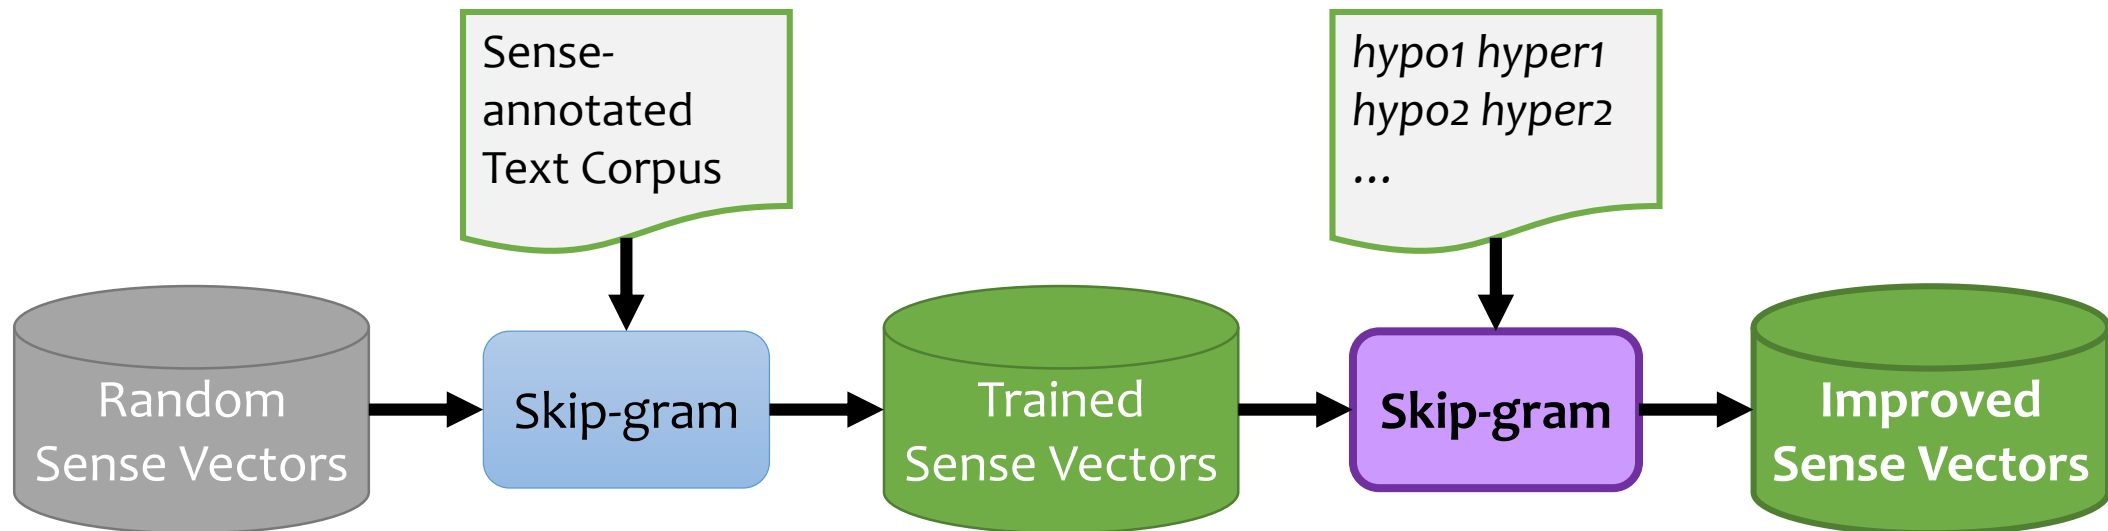 Sense-
annotated
Text Corpus
hypo1 hyper1
hypo2 hyper2
...
Random
Sense Vectors
Skip-gram
Trained
Sense Vectors
Skip-gram
Improved
Sense Vectors